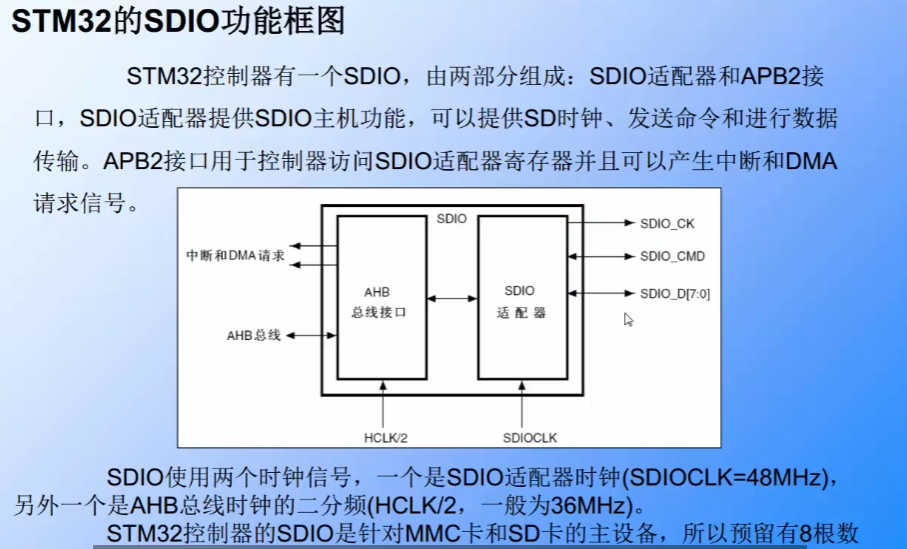 STM32的SDIO功能框图
STM32控制器有一个SDIO，由两部分组成：SDIO适配器和APB2接
口，SDIO适配器提供SDIO主机功能，可以提供SD时钟、发送命令和进行数据
传输。APB2接口用于控制器访问SDIO适配器寄存器并且可以产生中断和DMA
请求信号。
SDIO
SDIO_CK
中断和DMA请求
SDIO_CMD
AHB
总线接口
SDIO
适配器
SDIO_D[7:0]
AHB总线
HCLK/2
SDIOCLK
SDIO使用两个时钟信号，一个是SDIO适配器时钟(SDIOCLK=48MHz)，
另外一个是AHB总线时钟的二分频(HCLK/2，一般为36MHz)。
STM32控制器的SDIO是针对MMC卡和SD卡的主设备，所以预留有8根数